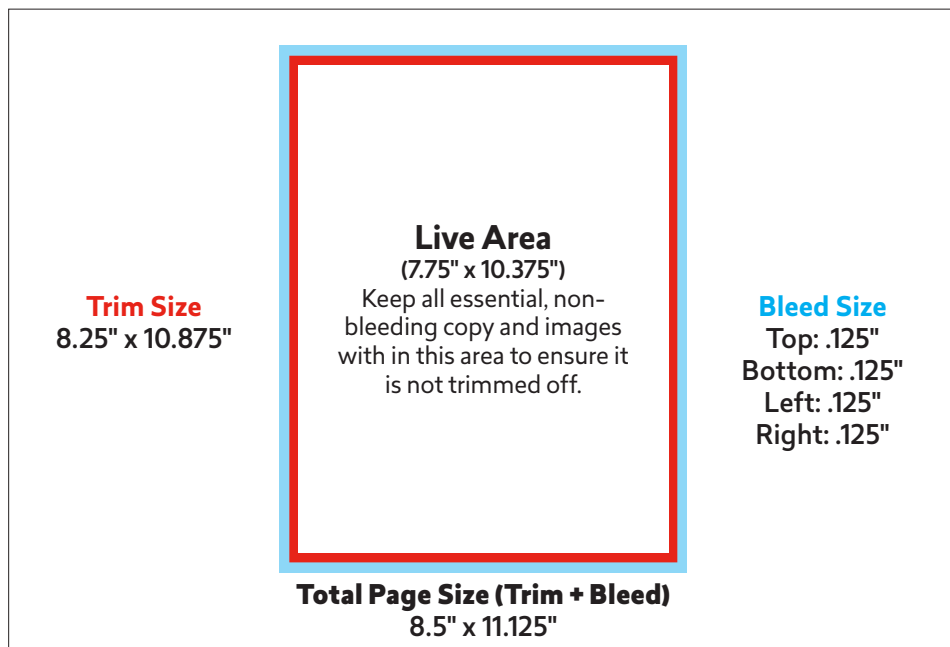 Live Area
(7.75" x 10.375")
Keep all essential, non-
bleeding copy and images
with in this area to ensure it
is not trimmed off.
Trim Size
8.25" x 10.875"
Bleed Size
Top: .125"
Bottom: .125"
Left: .125"
Right: .125"
Total Page Size (Trim + Bleed)
8.5" x 11.125"